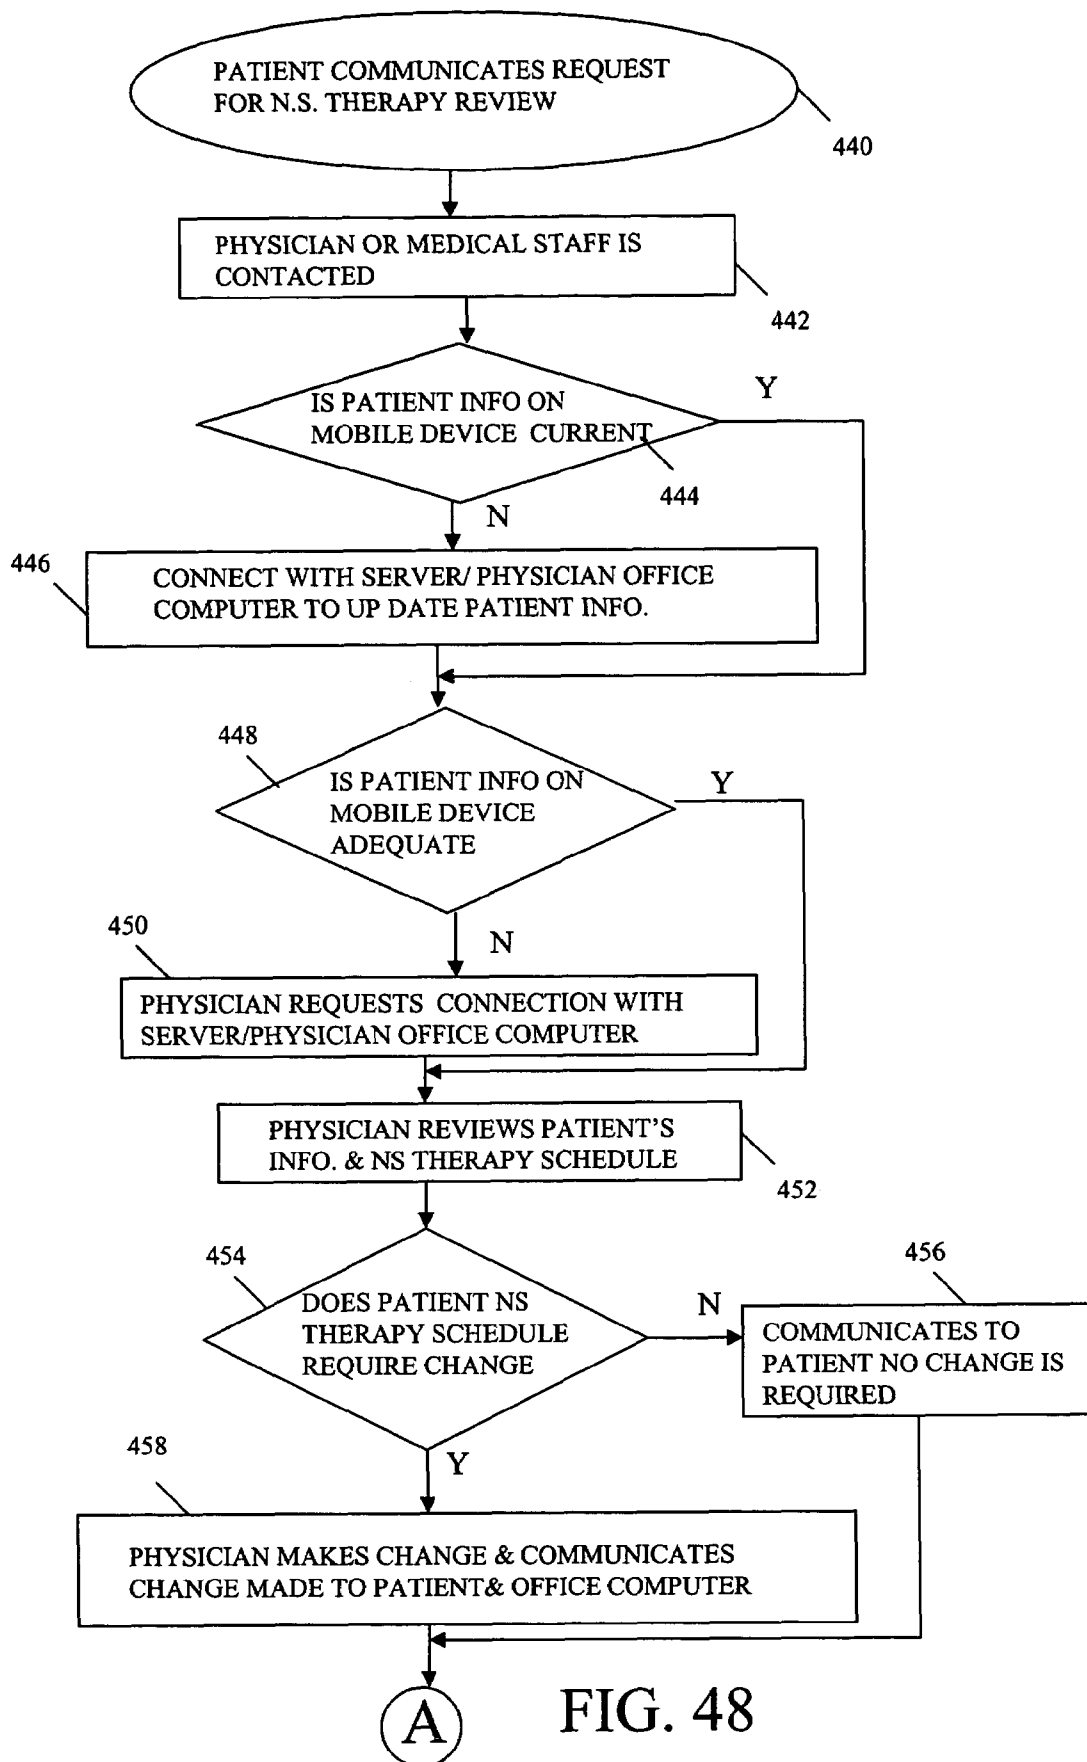 PATIENT COMMUNICATES REQUEST
FOR N.S. THERAPY REVIEW
440
PHYSICIAN OR MEDICAL STAFF IS
CONTACTED
442
IS PATIENT INFO ON
MOBILE DEVICE CURRENT
Y
444
N
446
CONNECT WITH SERVER/ PHYSICIAN OFFICE
COMPUTER TO UP DATE PATIENT INFO.
448
IS PATIENT INFO ON
MOBILE DEVICE
ADEQUATE
Y
N
450
PHYSICIAN REQUESTS CONNECTION WITH
SERVER/PHYSICIAN OFFICE COMPUTER
PHYSICIAN REVIEWS PATIENT'S
INFO. & NS THERAPY SCHEDULE
452
454
DOES PATIENT NS
THERAPY SCHEDULE
REQUIRE CHANGE
N
456
COMMUNICATES TO
PATIENT NO CHANGE IS
REQUIRED
Y
458
PHYSICIAN MAKES CHANGE & COMMUNICATES
CHANGE MADE TO PATIENT& OFFICE COMPUTER
A
FIG. 48